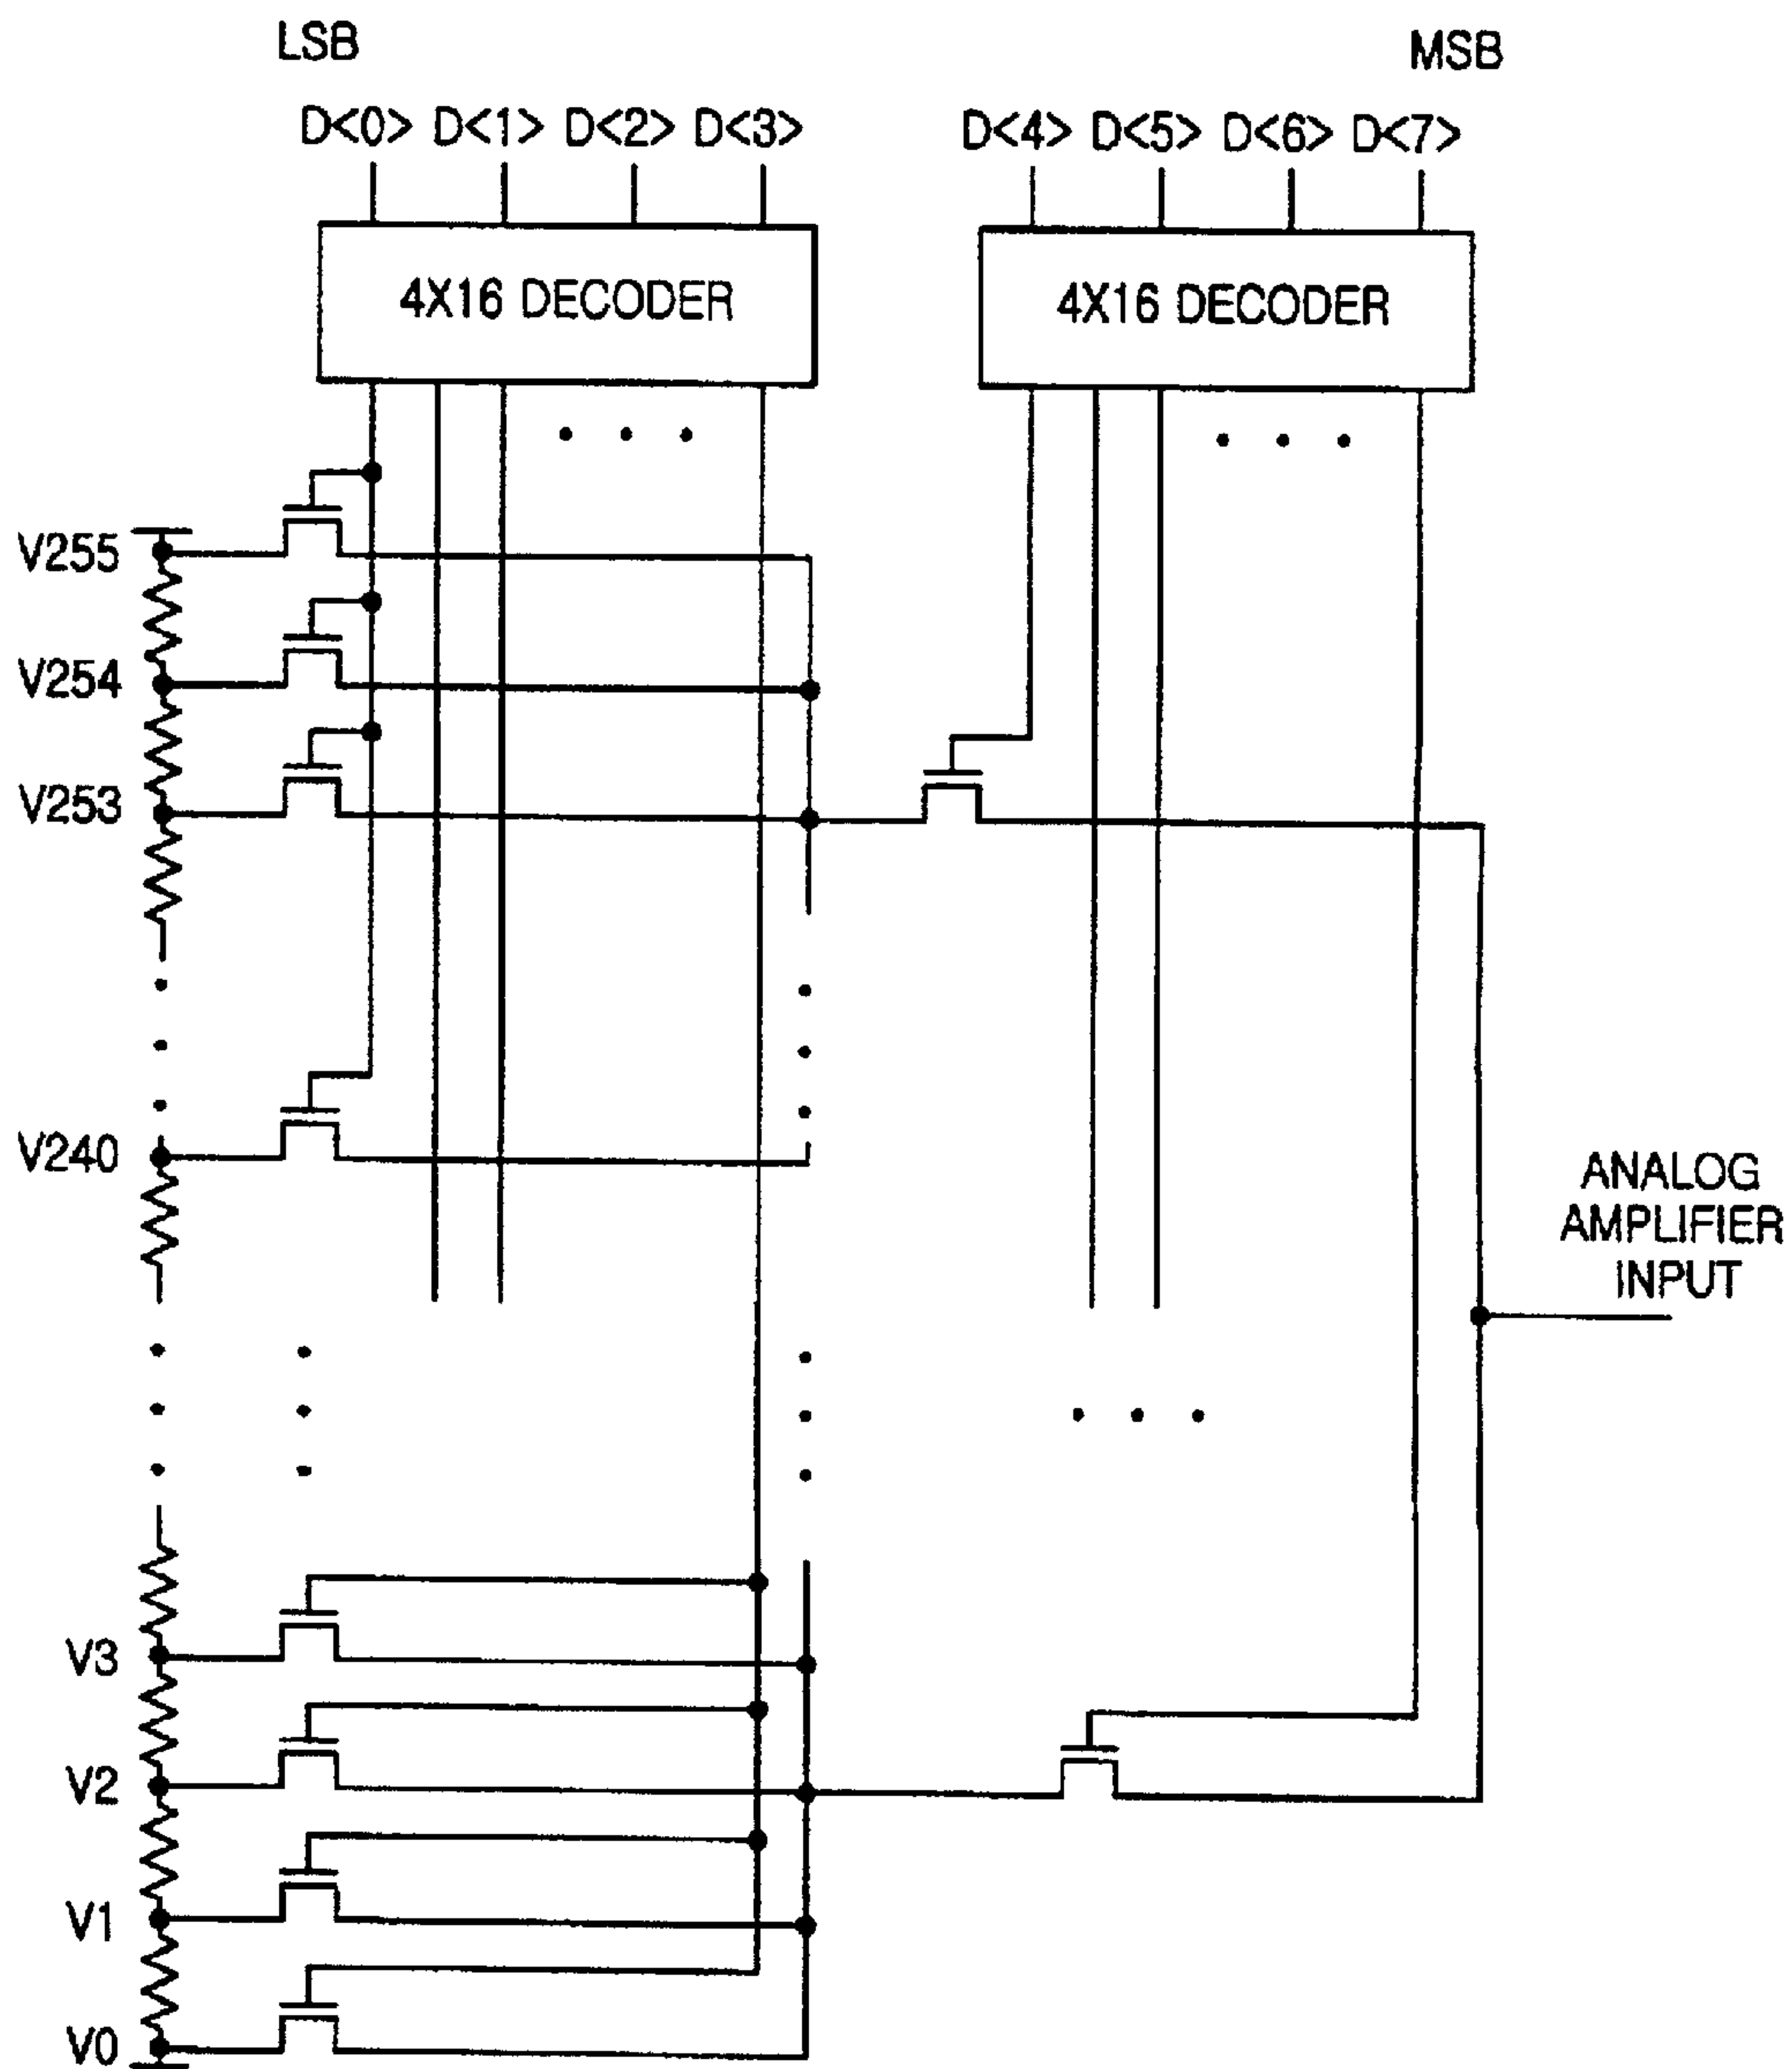 LSB
MSB
D<0> D<1> D<2> D<3>
D<4> D<5> D<6> D<7>
4X16 DECODER
4X16 DECODER
V255
V254
V253
V240
ANALOG
AMPLIFIER
INPUT
V3
V2
V1
V0